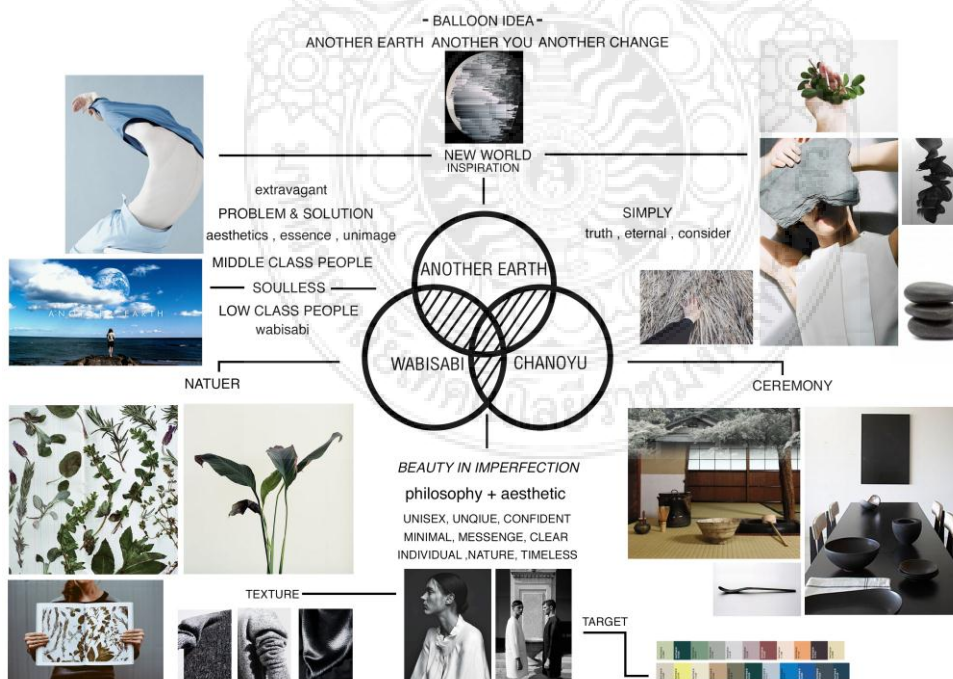 - BALLOON IDEA -
ANOTHER EARTH ANOTHER YOU ANOTHER CHANGE
NEW WORLD
INSPIRATION
extravagant
PROBLEM & SOLUTION
aesthetics , essence , unimage
MIDDLE CLASS PEOPLE
SOULLESS
LOW CLASS PEOPLE
wabisabi
SIMPLY
truth , eternal , consider
ANOTHER EARTH
ANOTHER EARTH
WABISABI
CHANOYU
NATUER
CEREMONY
BEAUTY IN IMPERFECTION
philosophy + aesthetic
UNISEX, UNQIUE, CONFIDENT
MINIMAL, MESSENGE, CLEAR
INDIVIDUAL ,NATURE, TIMELESS
TEXTURE
TARGET